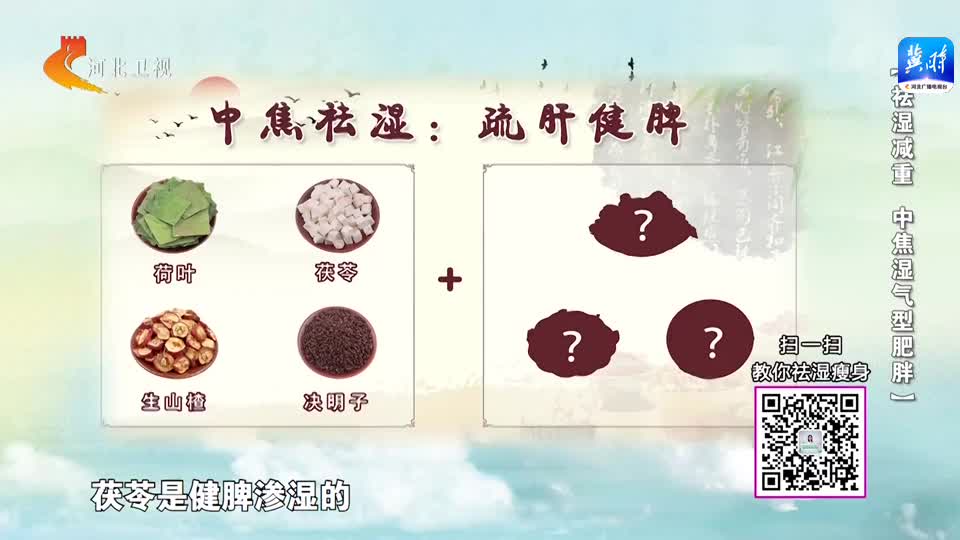 河北卫视
冀时
河北广播电视台
中焦祛湿：疏肝健脾
荷叶
茯苓
生山楂
决明子
+
?
?
?
【祛湿减重 中焦湿气型肥胖】
扫一扫
教你祛湿瘦身
茯苓是健脾渗湿的